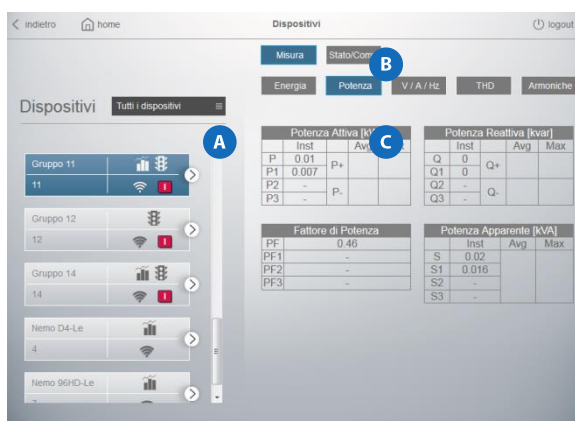 indietro home Dispositivi logout
Misura Stato/Com
B
Energia Potenza V / A / Hz THD Armoniche
Dispositivi Tutti i dispositivi
A
C
Potenza Attiva
Inst
P 0.01 P+
P1 0.007
P2 - P-
P3 -
Potenza Reattiva [kvar]
Inst Avg Max
Q 0 Q+
Q1 0
Q2 - Q-
Q3 -
Gruppo 11
11 I
Gruppo 12
12 I
Gruppo 14
14 I
Nemo D4-Le
4
Nemo 96HD-Le
Fattore di Potenza
PF 0.46
PF1 -
PF2 -
PF3 -
Potenza Apparente [kVA]
Inst Avg Max
S 0.02
S1 0.016
S2 -
S3 -